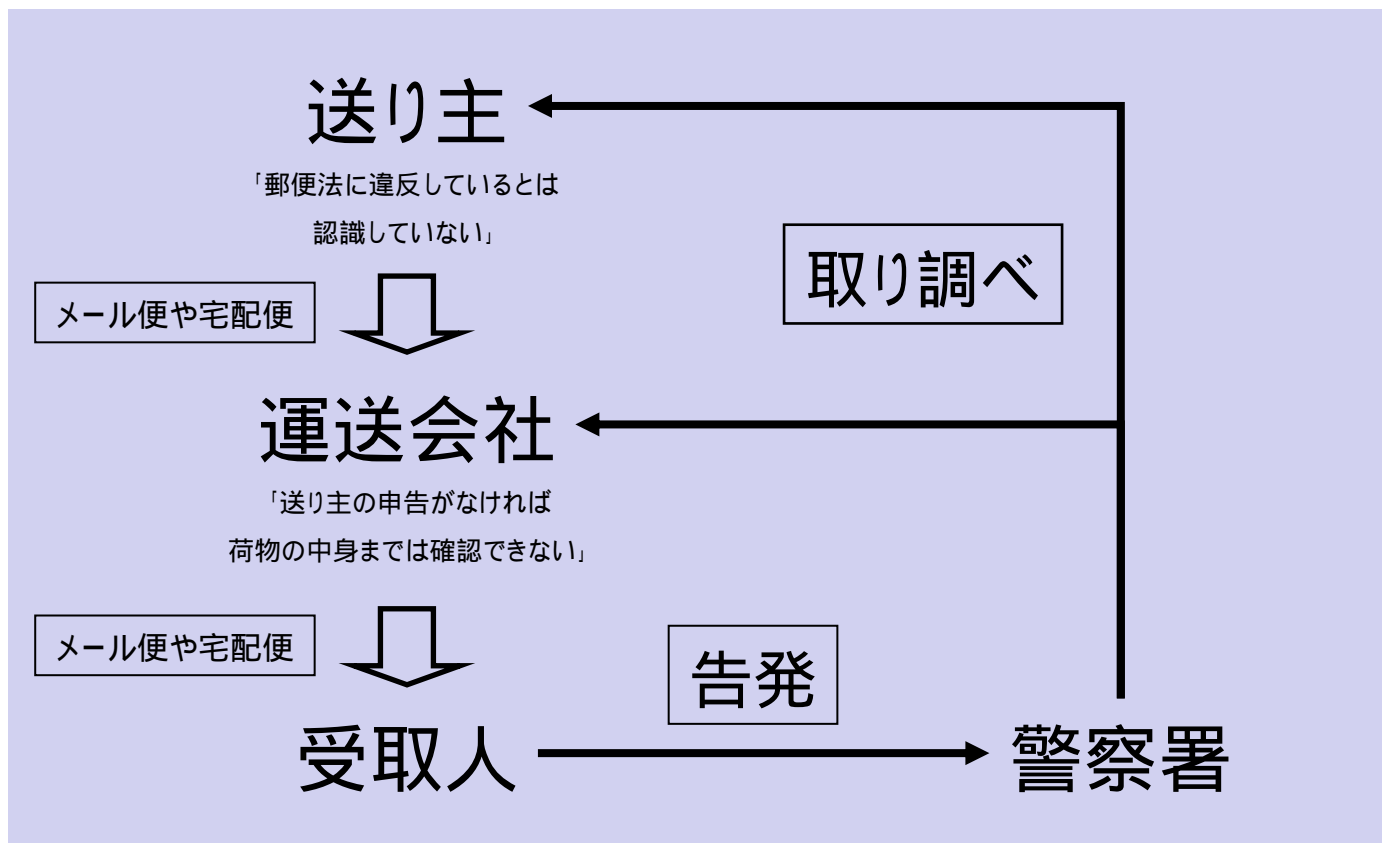 送り主
「郵便法に違反しているとは
認識していない」
取り調べ
メール便や宅配便
運送会社
「送り主の申告がなければ
荷物の中身までは確認できない」
メール便や宅配便
告発
受取人
警察署